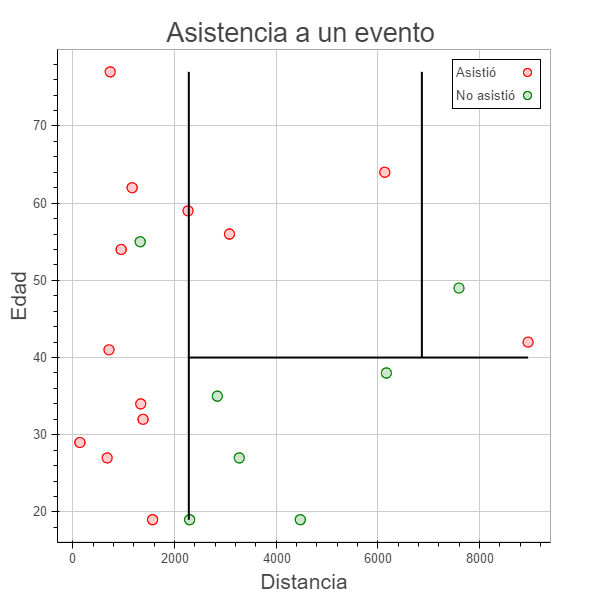 Asistencia a un evento
Asistió
No asistió
70
60
50
40
30
20
Edad
0 2000 4000 6000 8000
Distancia